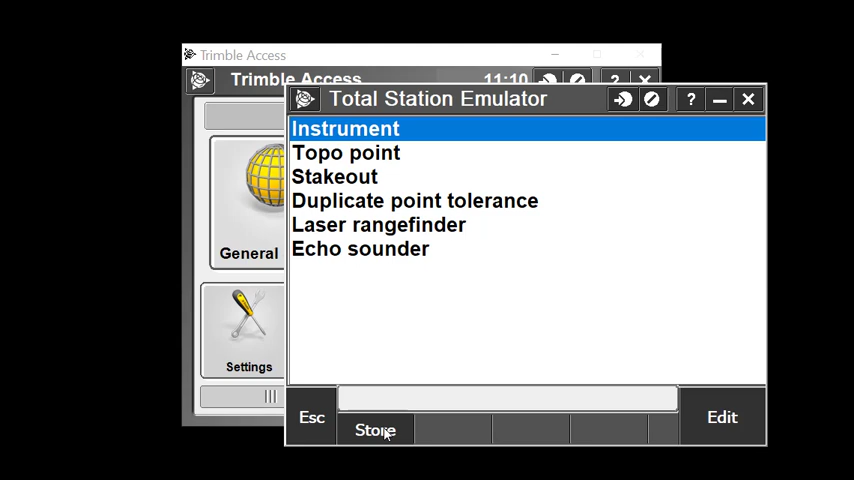 Trimble Access
Trimble Access
11:10
?
Total Station Emulator
?
Instrument
Topo point
Stakeout
Duplicate point tolerance
Laser rangefinder
Echo sounder
General
Settings
Esc
Store
Edit